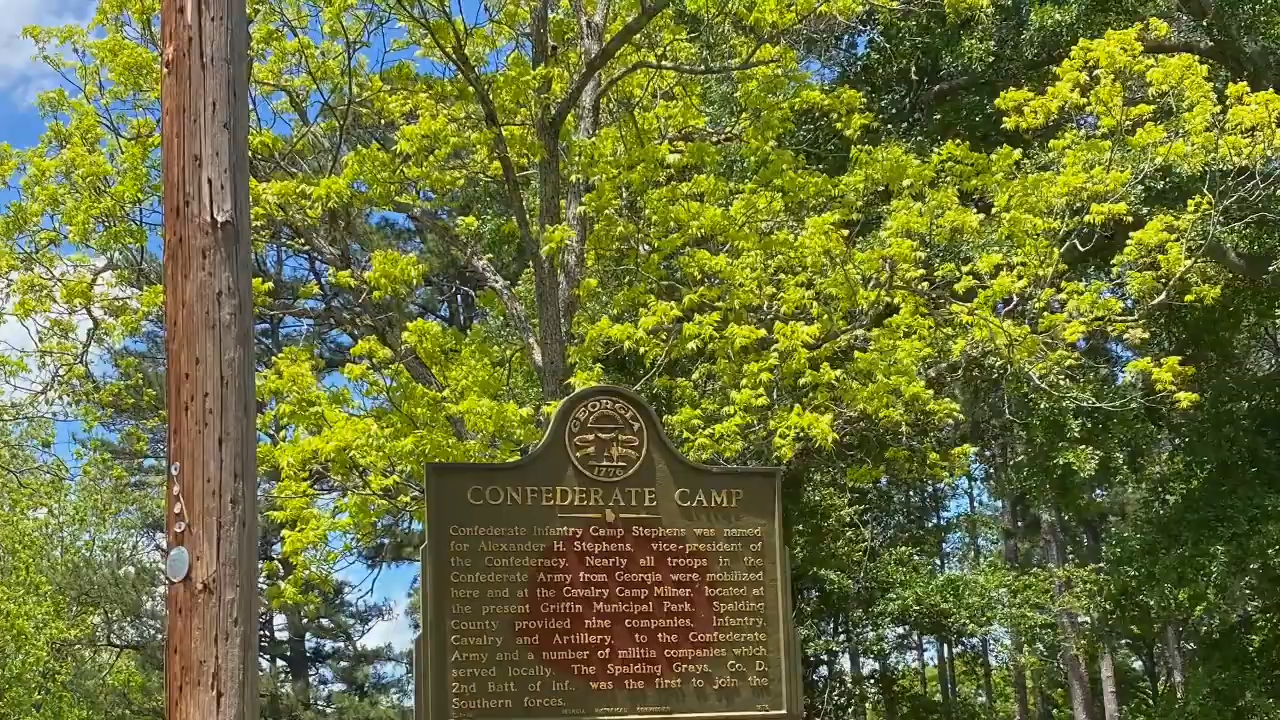 GEORGIA
1776
CONFEDERATE CAMP
Confederate Infantry Camp Stephens was named
for Alexander H. Stephens, vice-president of
the Confederacy. Nearly all troops in the
Confederate Army from Georgia were mobilized
here and at the Cavalry Camp Milner, located at
the present Griffin Municipal Park. Spalding
County provided nine companies, Infantry,
Cavalry and Artillery, to the Confederate
Army and a number of militia companies which
served locally. The Spalding Grays, Co. D,
2nd Batt. of Inf., was the first to join the
Southern forces.
GEORGIA HISTORICAL COMMISSION